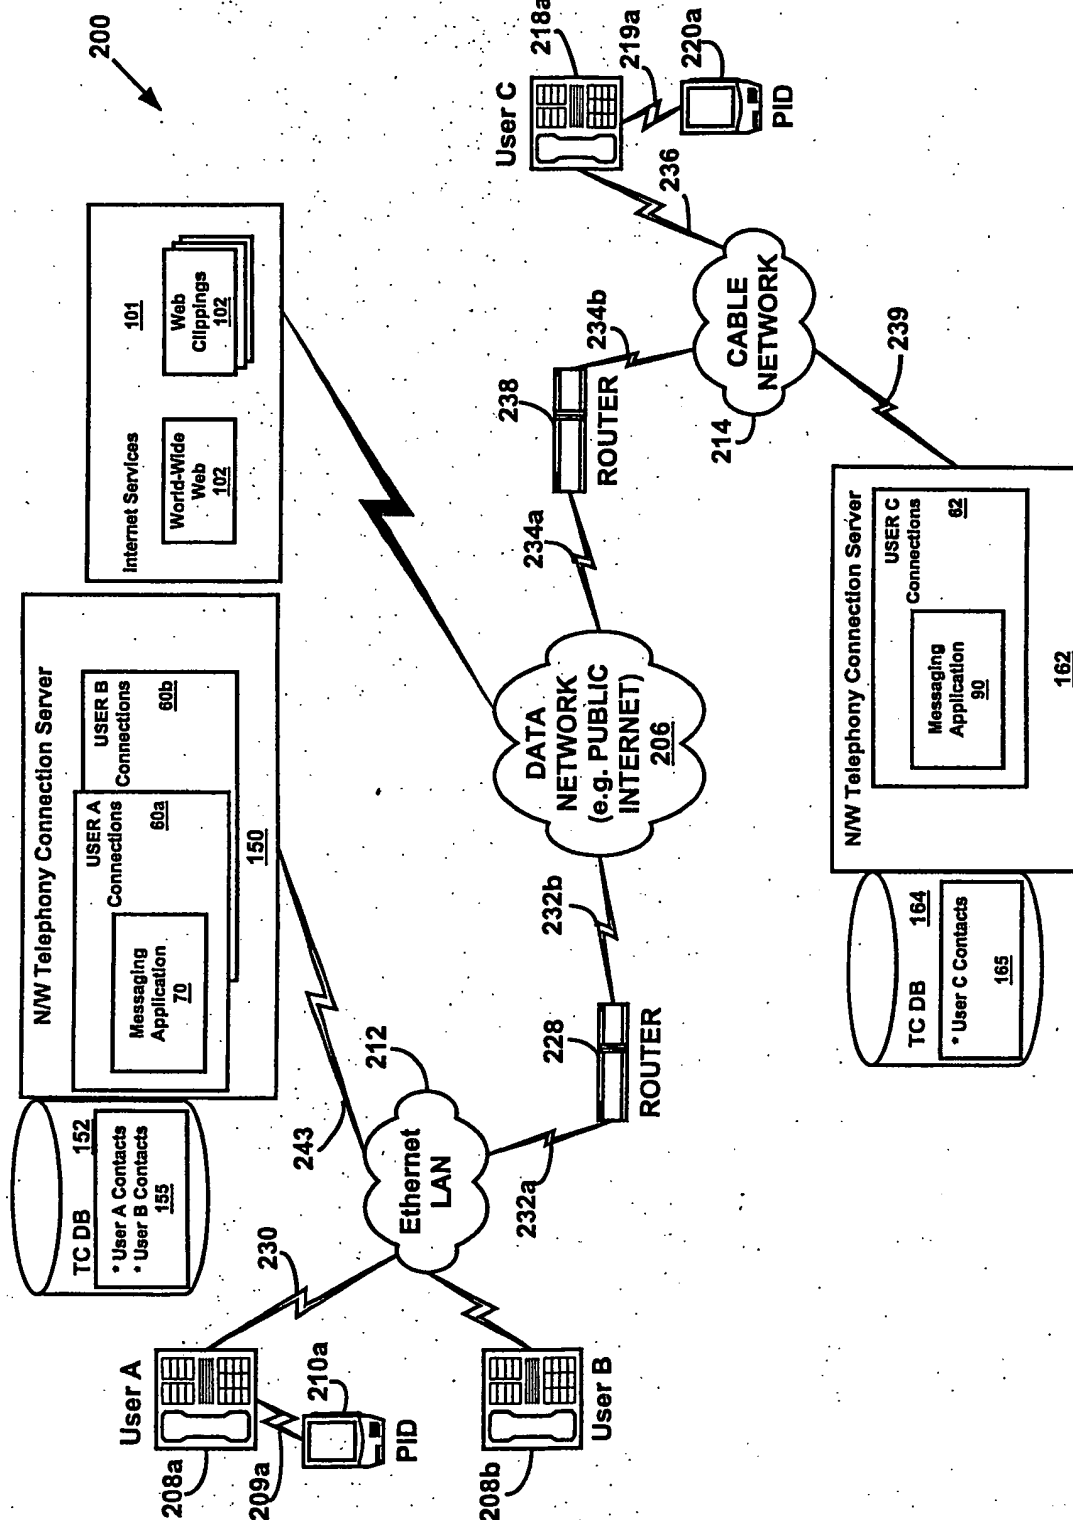 200
N/W Telephony Connection Server
USER B
Connections
60b
USER A
Connections
60a
Messaging
Application
70
150
TC DB
152
* User A Contacts
* User B Contacts
155
Internet Services
101
World-Wide
Web
102
Web
Clippings
102
User A
208a
209a
210a
PID
230
243
Ethernet
LAN
212
User B
208b
232a
228
ROUTER
232b
DATA
NETWORK
(e.g. PUBLIC
INTERNET)
206
234a
238
ROUTER
234b
CABLE
NETWORK
214
236
User C
218a
219a
220a
PID
239
N/W Telephony Connection Server
USER C
Connections
62
Messaging
Application
90
162
TC DB
164
* User C Contacts
165